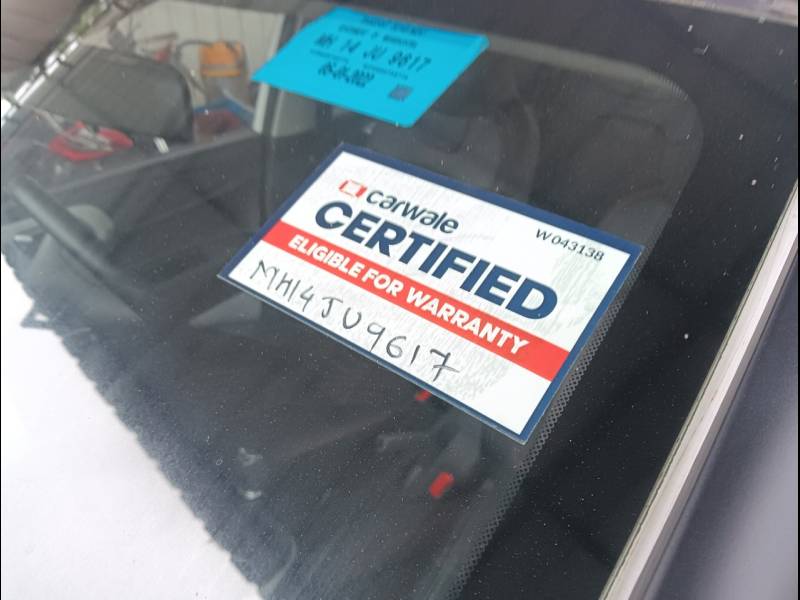 MH 14 JU 9617
carwale
W043138
CERTIFIED
ELIGIBLE FOR WARRANTY
MH14JU9617